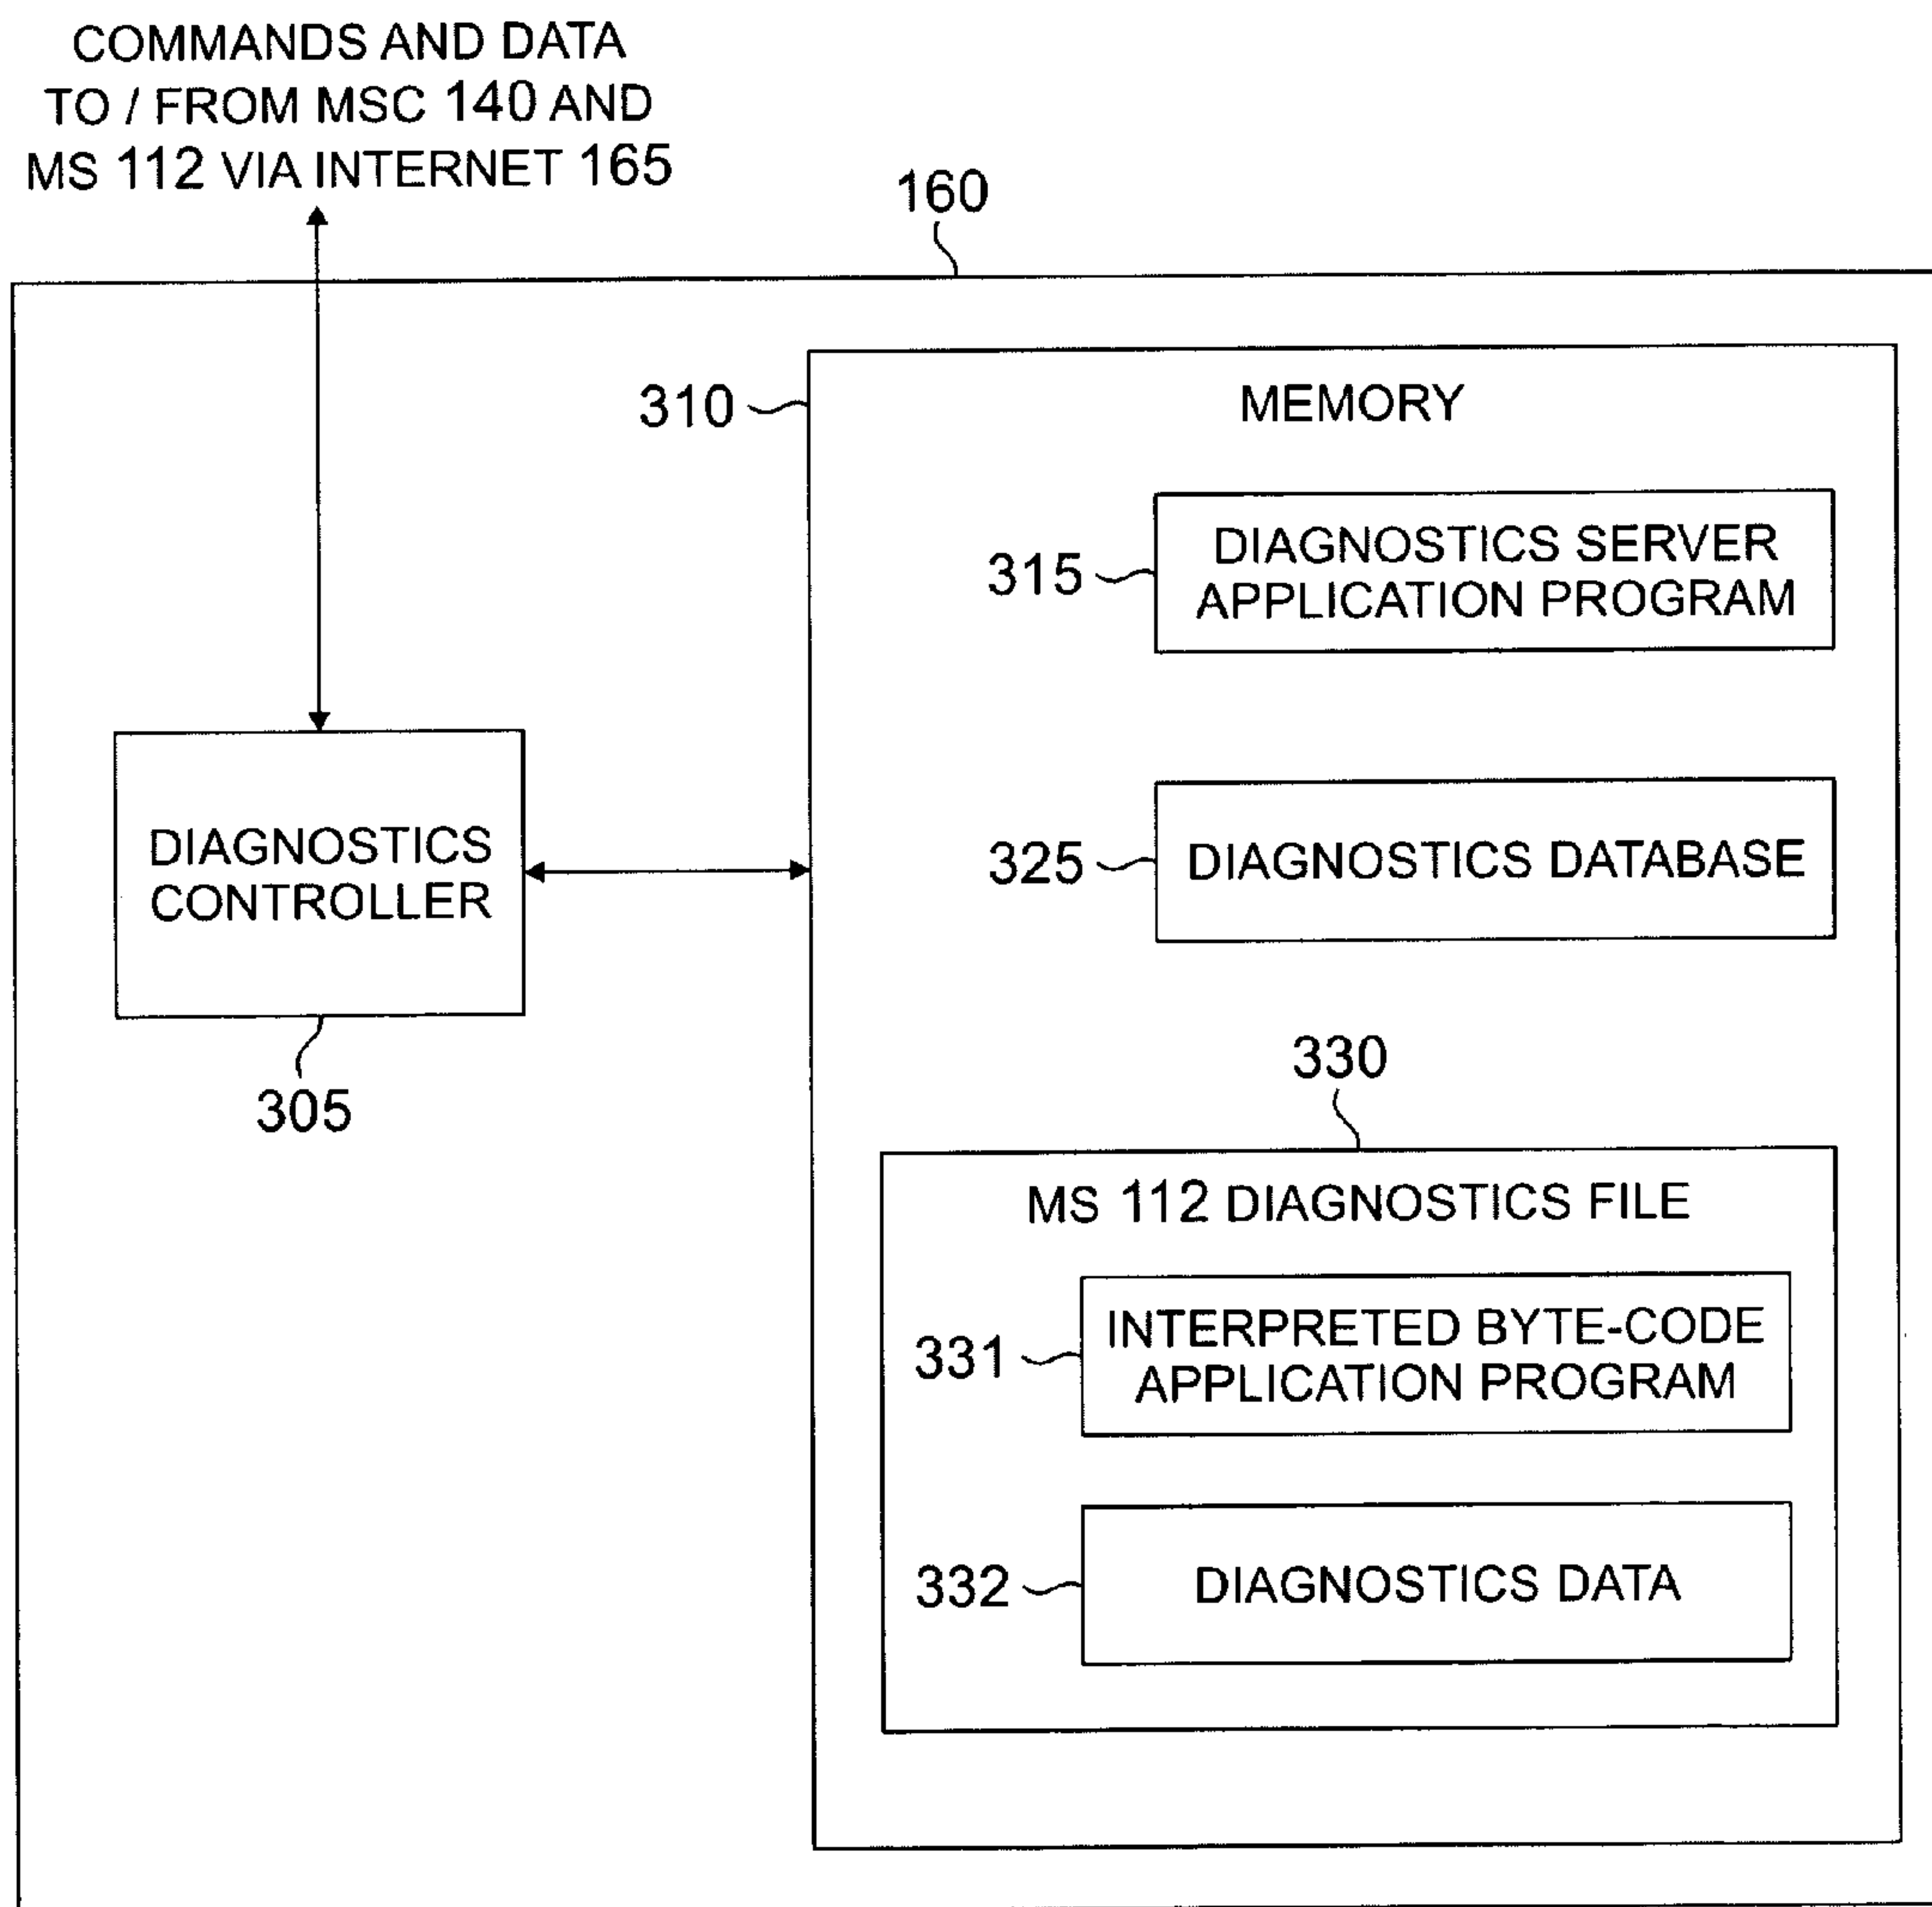 COMMANDS AND DATA
TO / FROM MSC 140 AND
MS 112 VIA INTERNET 165
160
310
MEMORY
315
DIAGNOSTICS SERVER
APPLICATION PROGRAM
325
DIAGNOSTICS DATABASE
DIAGNOSTICS
CONTROLLER
305
330
MS 112 DIAGNOSTICS FILE
331
INTERPRETED BYTE-CODE
APPLICATION PROGRAM
332
DIAGNOSTICS DATA